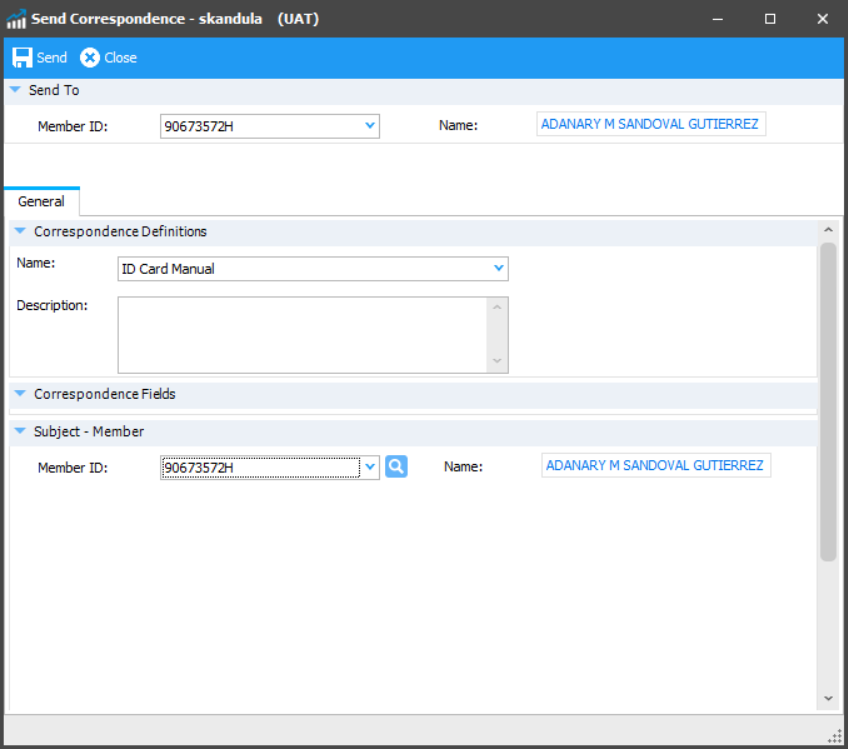 Send Correspondence - skandula (UAT)
Send Close
Send To
Member ID: 90673572H Name: ADANARY M SANDOVAL GUTIERREZ
General
Correspondence Definitions
Name: ID Card Manual
Description:
Correspondence Fields
Subject - Member
Member ID: 90673572H Name: ADANARY M SANDOVAL GUTIERREZ